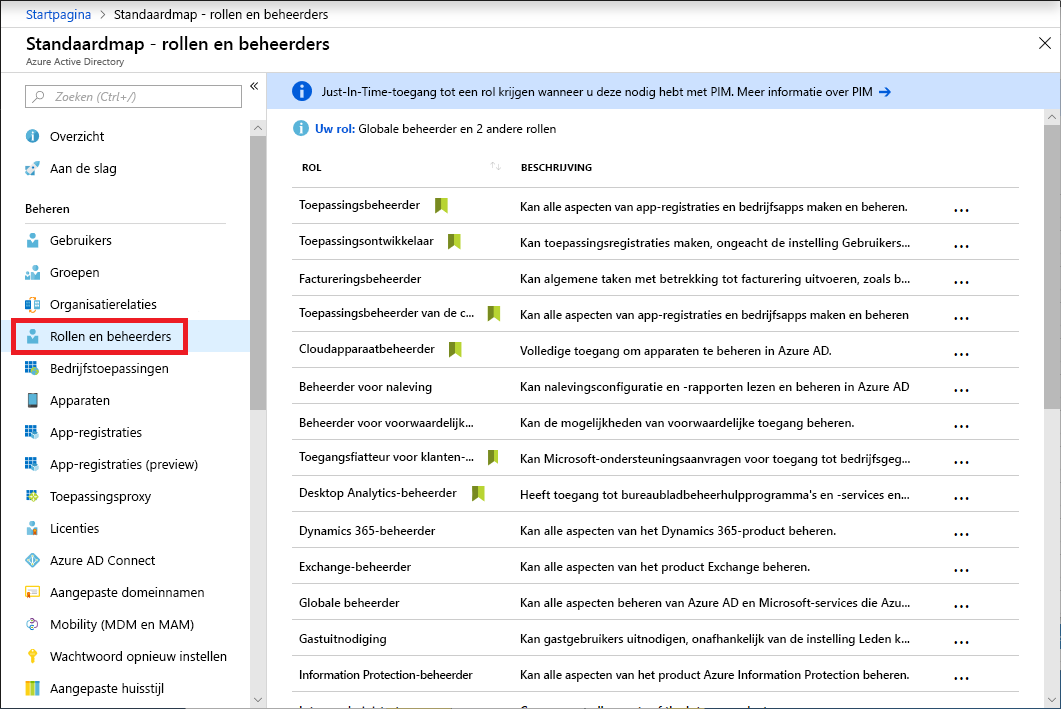 Startpagina > Standaardmap - rollen en beheerders
Standaardmap - rollen en beheerders
Azure Active Directory
Zoeken (Ctrl+/)
«
Overzicht
Aan de slag
Beheren
Gebruikers
Groepen
Organisatierelaties
Rollen en beheerders
Bedrijfstoepassingen
Apparaten
App-registraties
App-registraties (preview)
Toepassingsproxy
Licenties
Azure AD Connect
Aangepaste domeinnamen
Mobility (MDM en MAM)
Wachtwoord opnieuw instellen
Aangepaste huisstijl
Just-In-Time-toegang tot een rol krijgen wanneer u deze nodig hebt met PIM. Meer informatie over PIM →
Uw rol: Globale beheerder en 2 andere rollen
ROL BESCHRIJVING
Toepassingsbeheerder Kan alle aspecten van app-registraties en bedrijfsapps maken en beheren. ...
Toepassingsontwikkelaar Kan toepassingsregistraties maken, ongeacht de instelling Gebruikers... ...
Factureringsbeheerder Kan algemene taken met betrekking tot facturering uitvoeren, zoals b... ...
Toepassingsbeheerder van de c... Kan alle aspecten van app-registraties en bedrijfsapps maken en beheren ...
Cloudapparaatbeheerder Volledige toegang om apparaten te beheren in Azure AD. ...
Beheerder voor naleving Kan nalevingsconfiguratie en -rapporten lezen en beheren in Azure AD ...
Beheerder voor voorwaardelijk... Kan de mogelijkheden van voorwaardelijke toegang beheren. ...
Toegangsfiatteur voor klanten-... Kan Microsoft-ondersteuningsaanvragen voor toegang tot bedrijfsgeg... ...
Desktop Analytics-beheerder Heeft toegang tot bureaubladbeheerhulpprogramma's en -services en... ...
Dynamics 365-beheerder Kan alle aspecten van het Dynamics 365-product beheren. ...
Exchange-beheerder Kan alle aspecten van het product Exchange beheren. ...
Globale beheerder Kan alle aspecten beheren van Azure AD en Microsoft-services die Azu... ...
Gastuitnodiging Kan gastgebruikers uitnodigen, onafhankelijk van de instelling Leden k... ...
Information Protection-beheerder Kan alle aspecten van het product Azure Information Protection beheren. ...